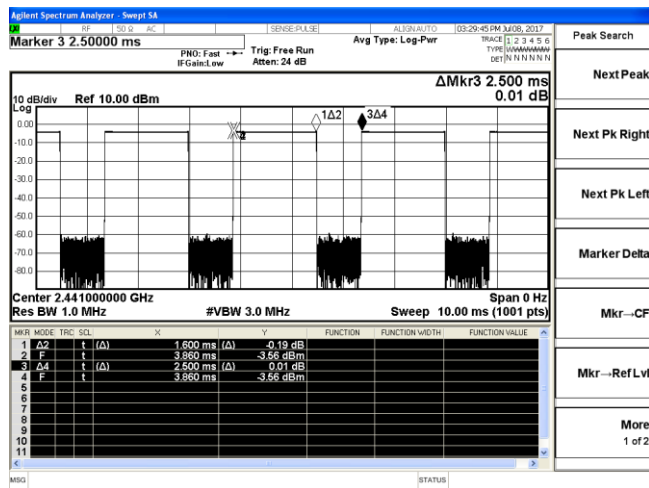 Agilent Spectrum Analyzer - Swept SA
RF 50 Ω AC SENSE:PULSE ALIGN AUTO 03:29:45 PM Jul 08, 2017
Marker 3 2.50000 ms
PNO: Fast
IFGain:Low
Trig: Free Run
Atten: 24 dB
Avg Type: Log-Pwr
TRACE 1 2 3 4 5 6
TYPE
DET N N N N N N
Peak Search
ΔMkr3 2.500 ms
0.01 dB
10 dB/div Ref 10.00 dBm
Log
1Δ2 3Δ4
0.00
-10.0
-20.0
-30.0
-40.0
-50.0
-60.0
-70.0
-80.0
Center 2.441000000 GHz Span 0 Hz
Res BW 1.0 MHz #VBW 3.0 MHz Sweep 10.00 ms (1001 pts)
MKR MODE TRC SCL X Y FUNCTION FUNCTION WIDTH FUNCTION VALUE
1 Δ2 t (Δ) 1.600 ms (Δ) -0.19 dB
2 F t 3.860 ms -3.56 dBm
3 Δ4 t (Δ) 2.500 ms (Δ) 0.01 dB
4 F t 3.860 ms -3.56 dBm
5
6
7
8
9
10
11
MSG STATUS
Next Peak
Next Pk Right
Next Pk Left
Marker Delta
Mkr→CF
Mkr→Ref Lvl
More
1 of 2